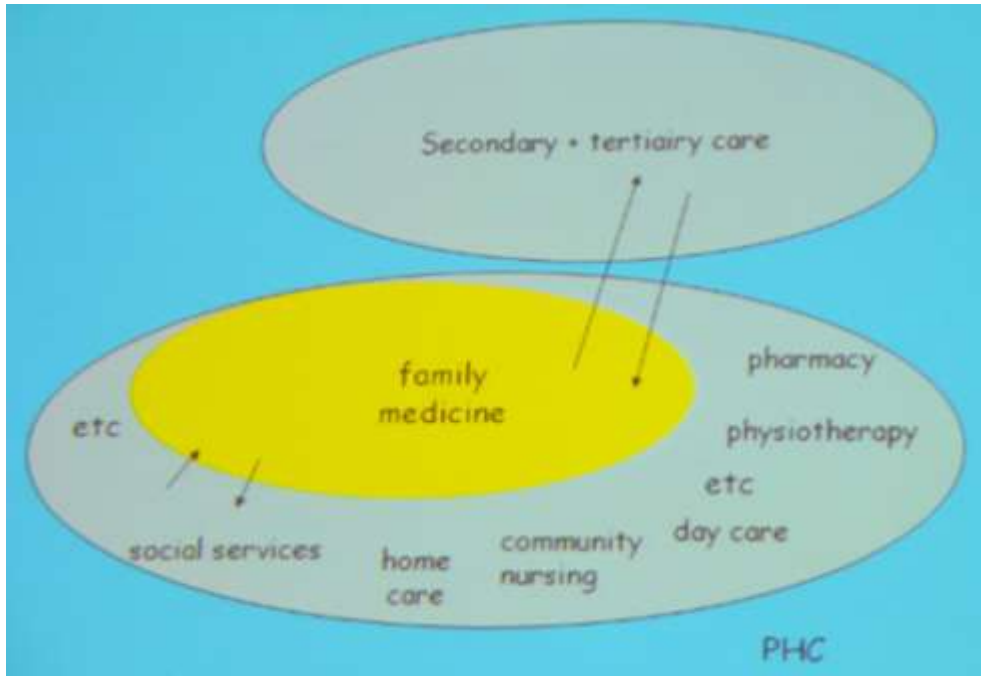 Secondary + tertiairy care
family
medicine
pharmacy
etc
physiotherapy
etc
day care
social services
home
care
community
nursing
PHC